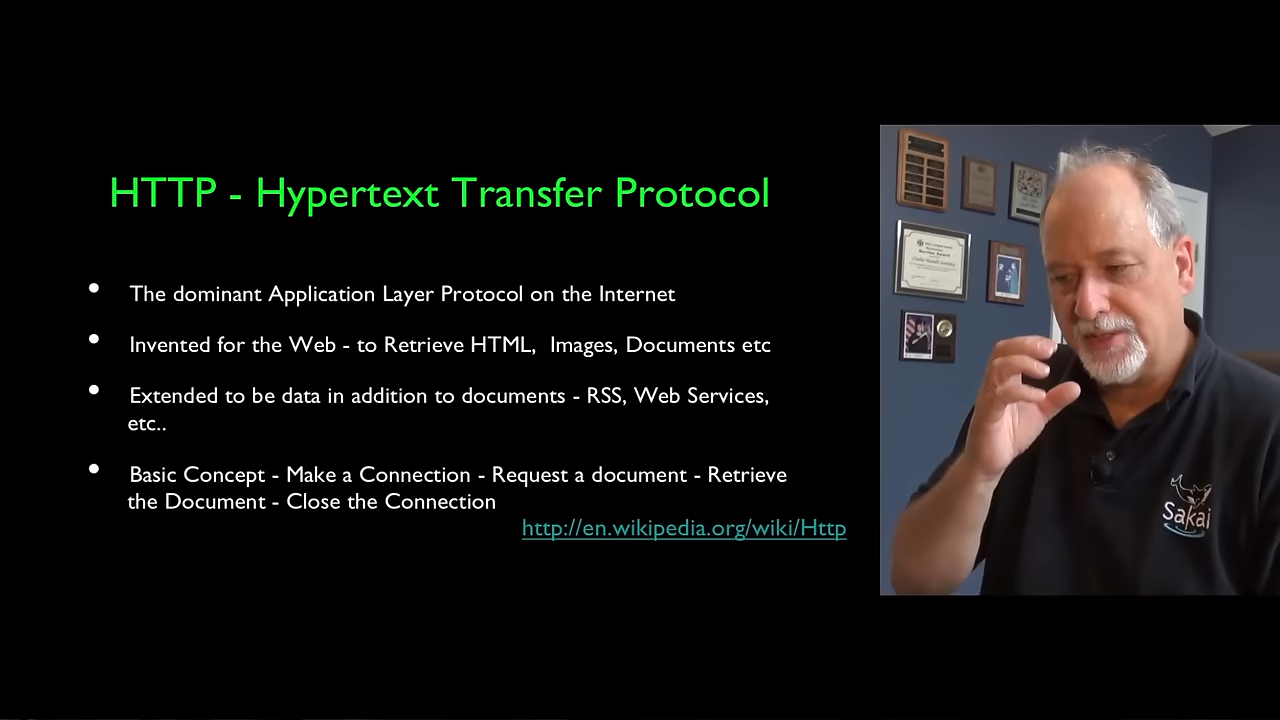 HTTP - Hypertext Transfer Protocol
• The dominant Application Layer Protocol on the Internet
• Invented for the Web - to Retrieve HTML, Images, Documents etc
• Extended to be data in addition to documents - RSS, Web Services,
etc..
• Basic Concept - Make a Connection - Request a document - Retrieve
the Document - Close the Connection
http://en.wikipedia.org/wiki/Http
Sakai